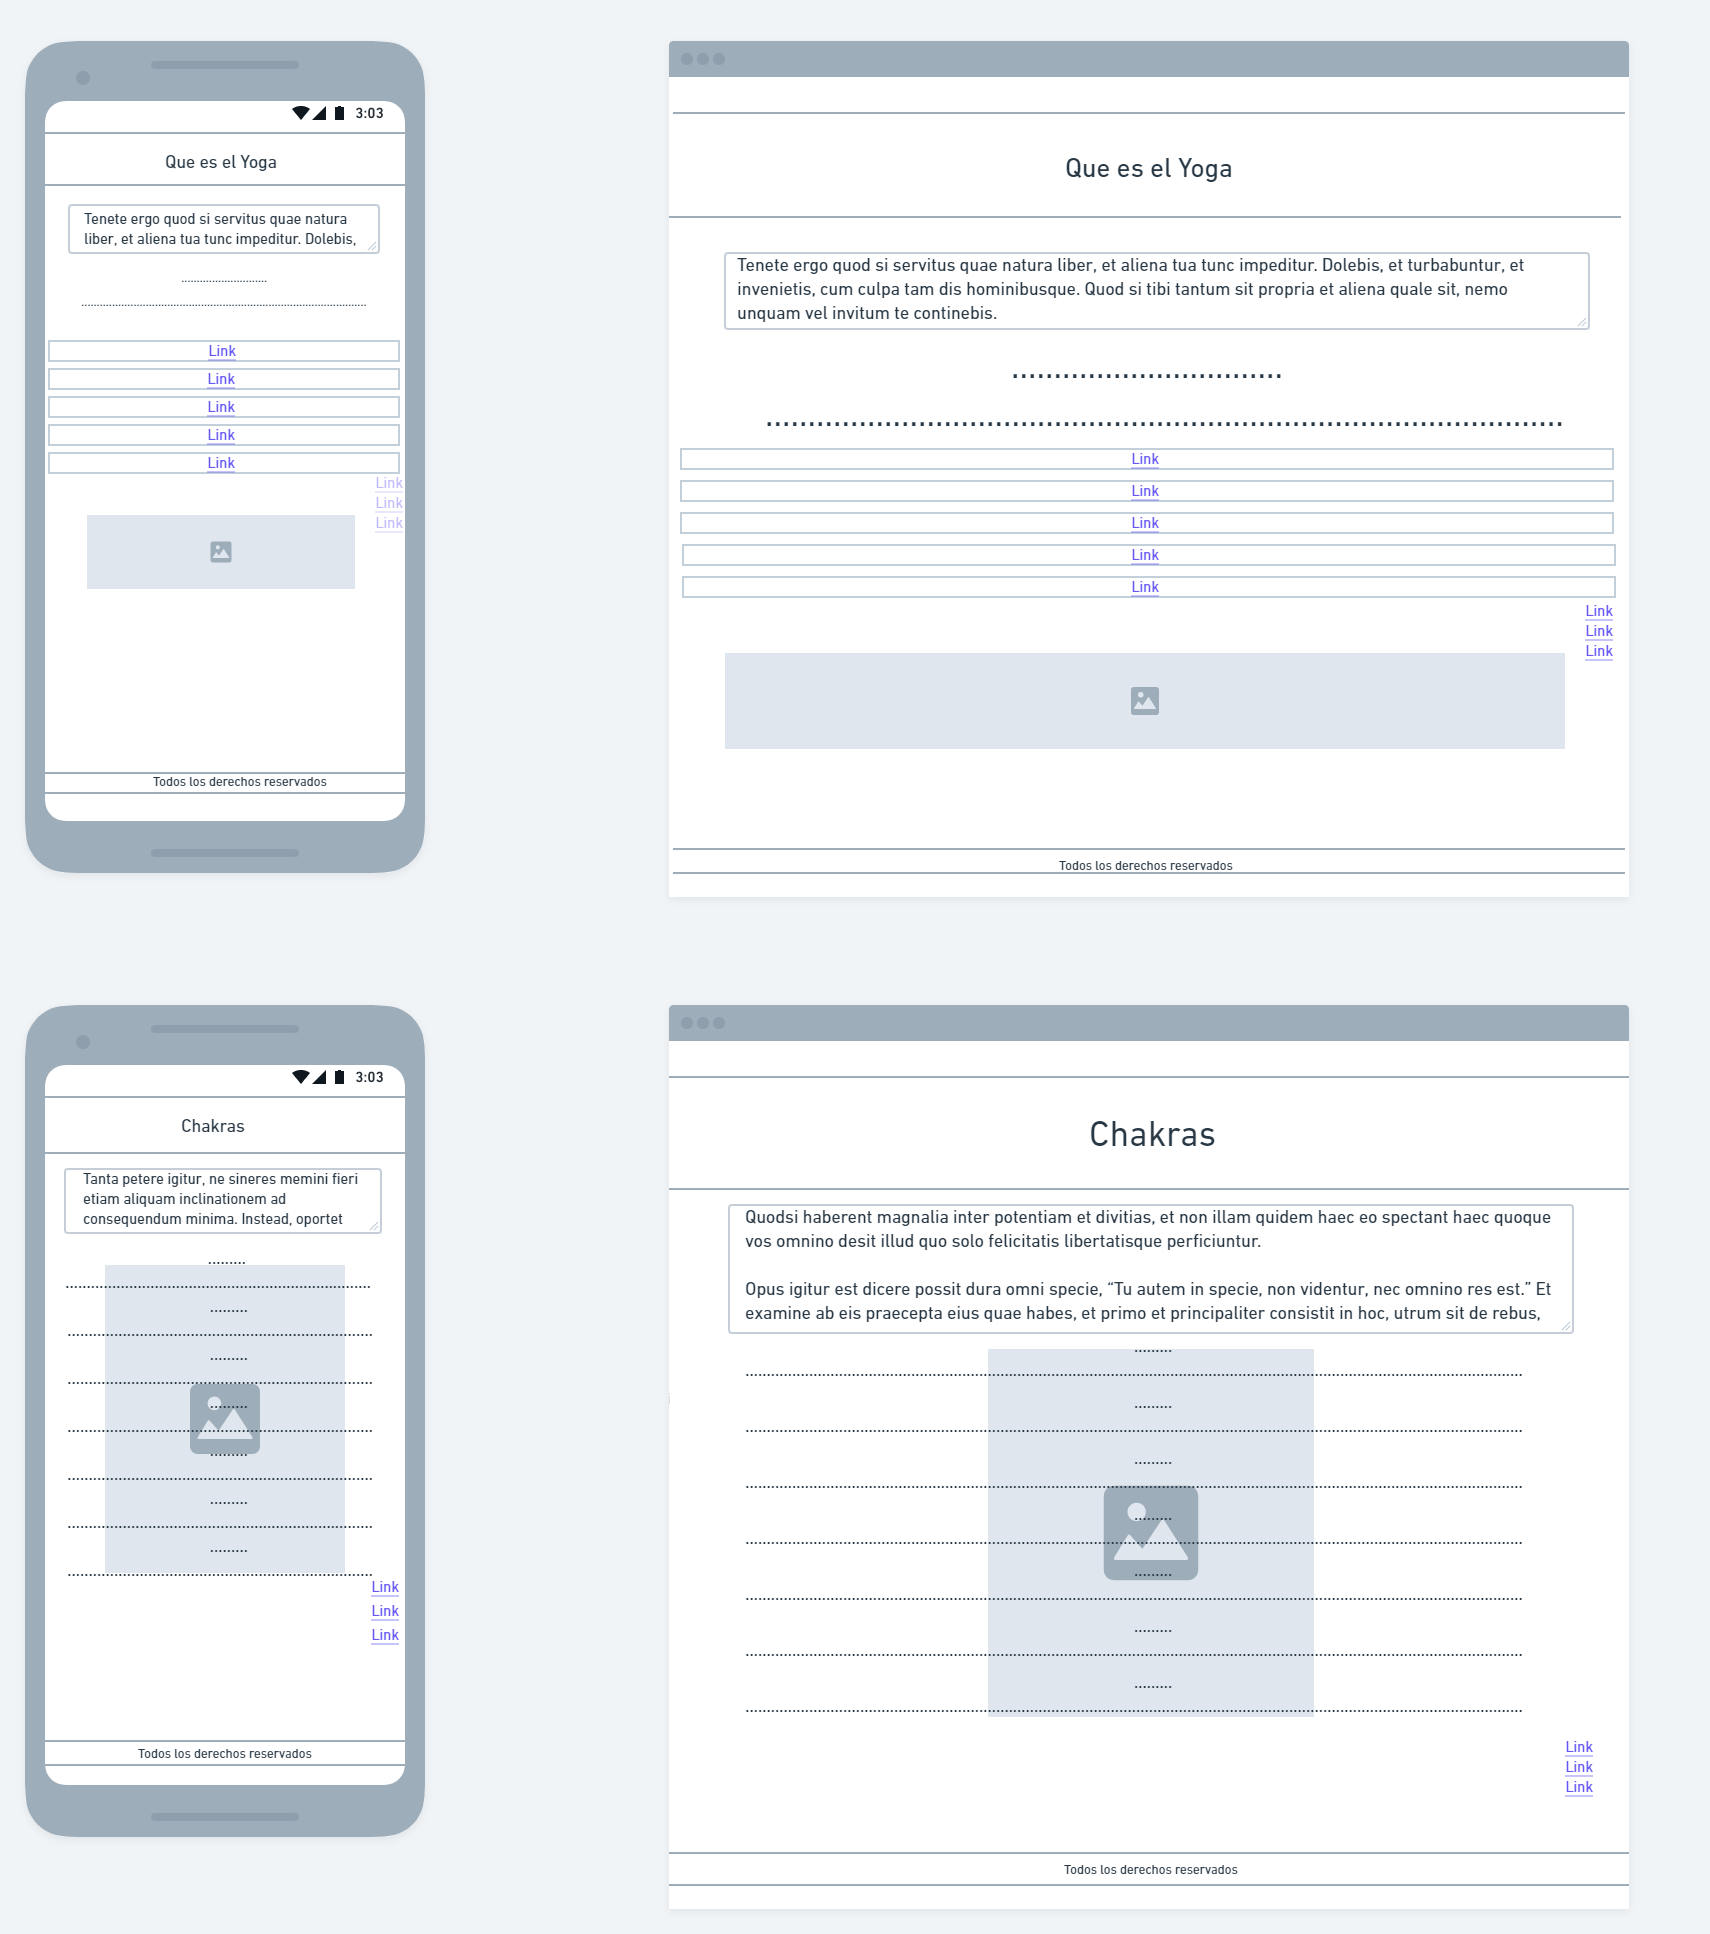 3:03
Que es el Yoga
Tenete ergo quod si servitus quae natura
liber, et aliena tua tunc impeditur. Dolebis,
Link
Link
Link
Link
Link
Link
Link
Link
Todos los derechos reservados
Que es el Yoga
Tenete ergo quod si servitus quae natura liber, et aliena tua tunc impeditur. Dolebis, et turbabuntur, et
invenietis, cum culpa tam dis hominibusque. Quod si tibi tantum sit propria et aliena quale sit, nemo
unquam vel invitum te continebis.
Link
Link
Link
Link
Link
Link
Link
Link
Todos los derechos reservados
3:03
Chakras
Tanta petere igitur, ne sineres memini fieri
etiam aliquam inclinationem ad
consequendum minima. Instead, oportet
Link
Link
Link
Todos los derechos reservados
Chakras
Quodsi haberent magnalia inter potentiam et divitias, et non illam quidem haec eo spectant haec quoque
vos omnino desit illud quo solo felicitatis libertatisque perficiuntur.
Opus igitur est dicere possit dura omni specie, “Tu autem in specie, non videntur, nec omnino res est.” Et
examine ab eis praecepta eius quae habes, et primo et principaliter consistit in hoc, utrum sit de rebus,
Link
Link
Link
Todos los derechos reservados